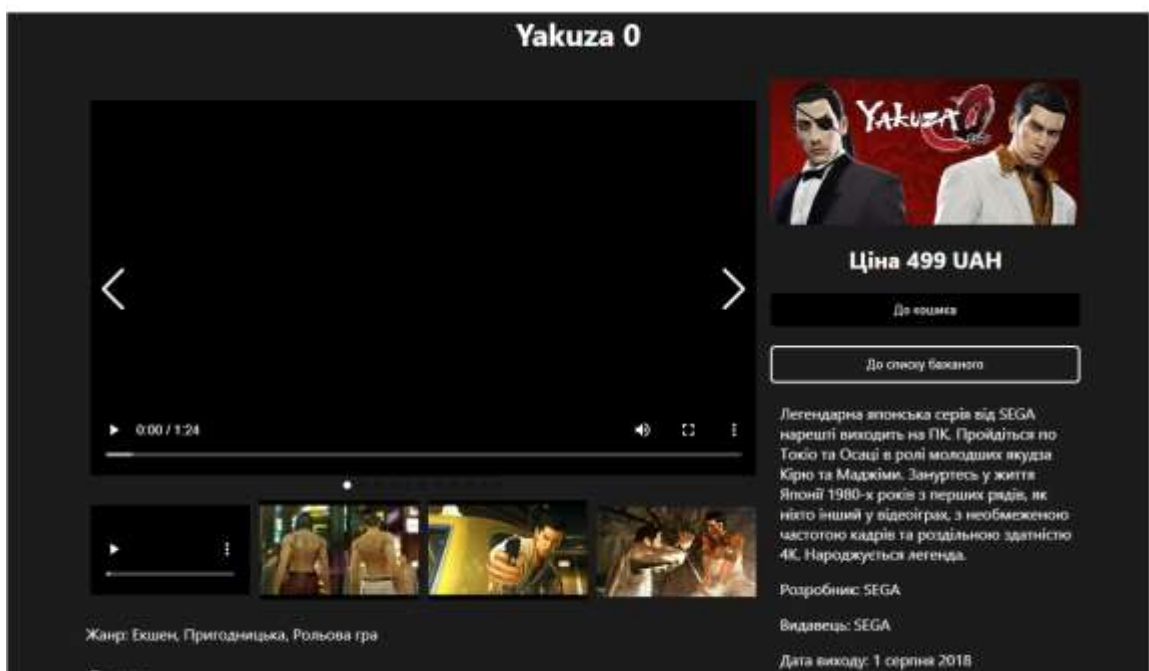 Yakuza 0
YAKUZA 0
Ціна 499 UAH
До кошика
До списку бажаного
0:00 / 1:24
Легендарна японська серія від SEGA
нарешті виходить на ПК. Пройдіться по
Токіо та Осаці в ролі молодших якудза
Кірю та Маджіми. Зануртесь у життя
Японії 1980-х років з перших рядів, як
ніхто інший у відеоіграх, з необмеженою
частотою кадрів та роздільною здатністю
4K. Народжується легенда.
Розробник: SEGA
Видавець: SEGA
Дата виходу: 1 серпня 2018
Жанр: Екшен, Пригодницька, Рольова гра